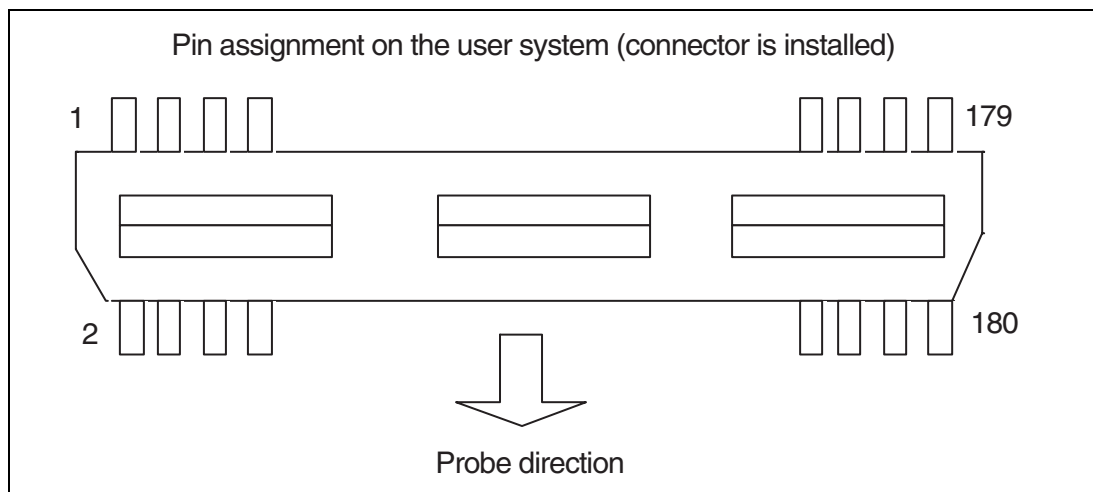 Pin assignment on the user system (connector is installed)
1
179
2
180
Probe direction